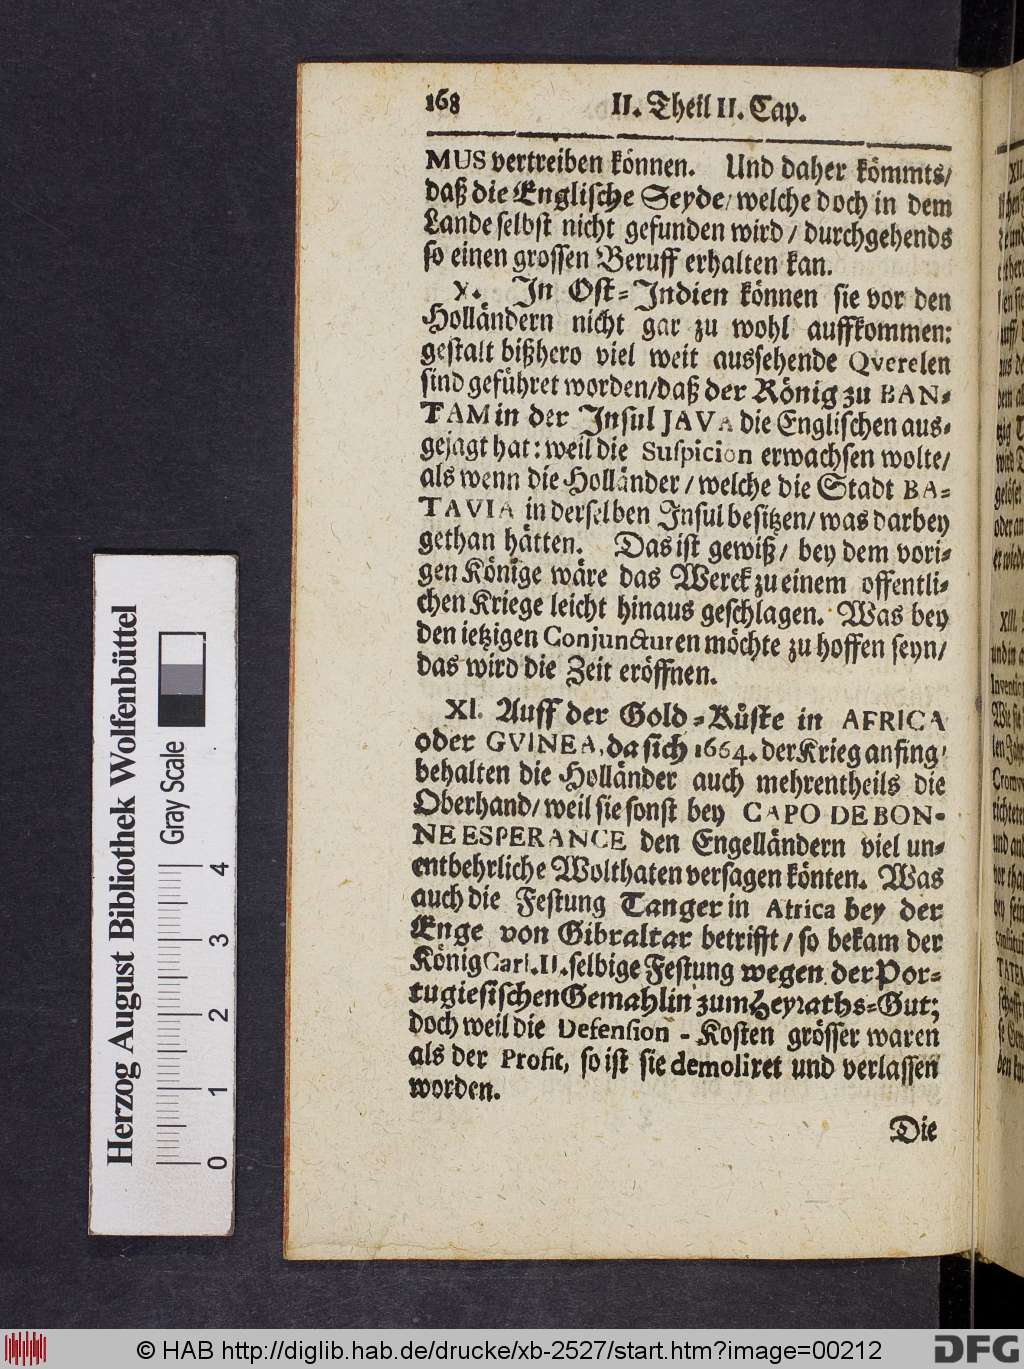 168 II. Theil II. Cap.
MUS vertreiben können. Und daher kömmts/
daß die Englische Seyde/ welche doch in dem
Lande selbst nicht gefunden wird / durchgehends
so einen grossen Beruff erhalten kan.
X. In Ost-Indien können sie vor den
Holländern nicht gar zu wohl auffkommen:
gestalt bißhero viel weit aussehende Qverelen
sind geführet worden/daß der König zu BAN-
TAM in der Insul JAVA die Englischen aus-
gejagt hat: weil die Suspicion erwachsen wolte/
als wenn die Holländer / welche die Stadt BA-
TAVIA in derselben Insul besitzen/ was darbey
gethan hätten. Das ist gewiß/ bey dem vori-
gen Könige wäre das Werck zu einem offentli-
chen Kriege leicht hinaus geschlagen. Was bey
den ietzigen Conjuncturen möchte zu hoffen seyn/
das wird die Zeit eröffnen.
XI. Auff der Gold-Küste in AFRICA
oder GVINEA, da sich 1664. der Krieg anfing/
behalten die Holländer auch mehrentheils die
Oberhand/ weil sie sonst bey CAPO DE BON-
NE ESPERANCE den Engelländern viel un-
entbehrliche Wolthaten versagen könten. Was
auch die Festung Tanger in Africa bey der
Enge von Gibraltar betrifft / so bekam der
König Carl. II. selbige Festung wegen der Por-
tugiesischen Gemahlin zum Heyraths-Gut;
doch weil die Defension-Kosten grösser waren
als der Profit, so ist sie demoliret und verlassen
worden.
Die
Herzog August Bibliothek Wolfenbüttel
Gray Scale
0 1 2 3 4
© HAB http://diglib.hab.de/drucke/xb-2527/start.htm?image=00212
DFG